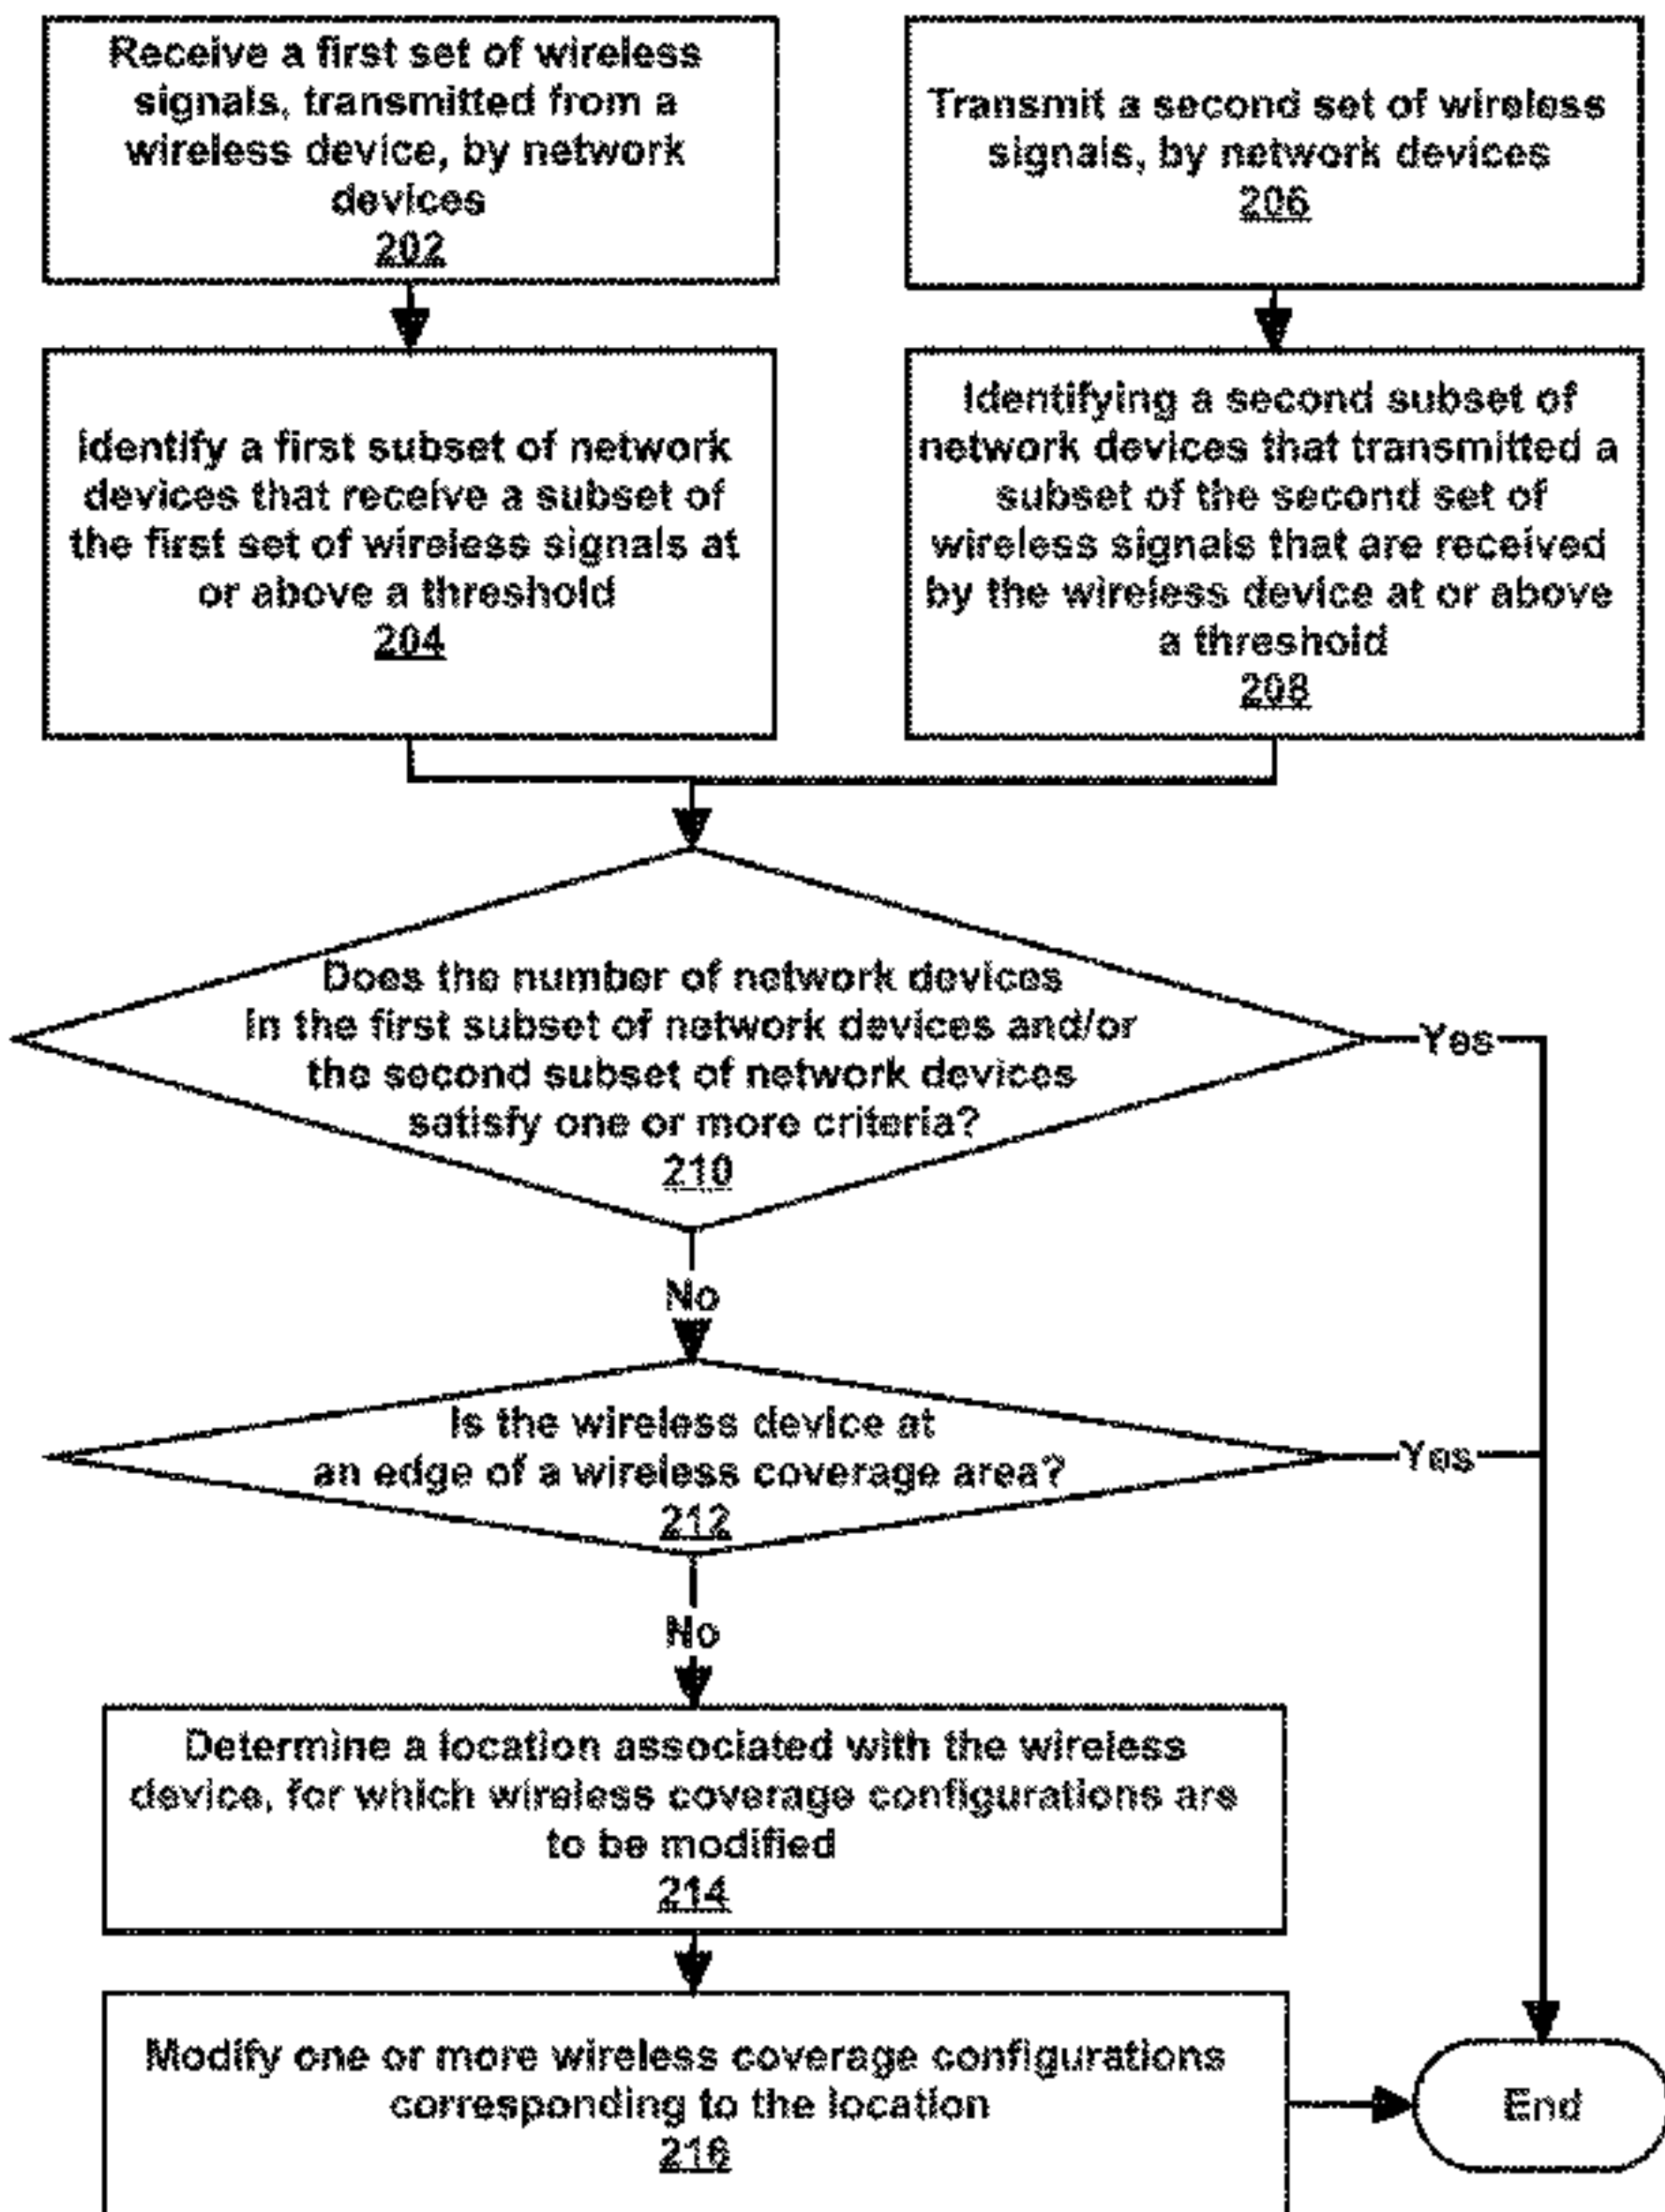 Receive a first set of wireless
signals, transmitted from a
wireless device, by network
devices
202
Transmit a second set of wireless
signals, by network devices
206
Identify a first subset of network
devices that receive a subset of
the first set of wireless signals at
or above a threshold
204
Identifying a second subset of
network devices that transmitted a
subset of the second set of
wireless signals that are received
by the wireless device at or above
a threshold
208
Does the number of network devices
in the first subset of network devices and/or
the second subset of network devices
satisfy one or more criteria?
210
Yes
No
Is the wireless device at
an edge of a wireless coverage area?
212
Yes
No
Determine a location associated with the wireless
device, for which wireless coverage configurations are
to be modified
214
Modify one or more wireless coverage configurations
corresponding to the location
216
End